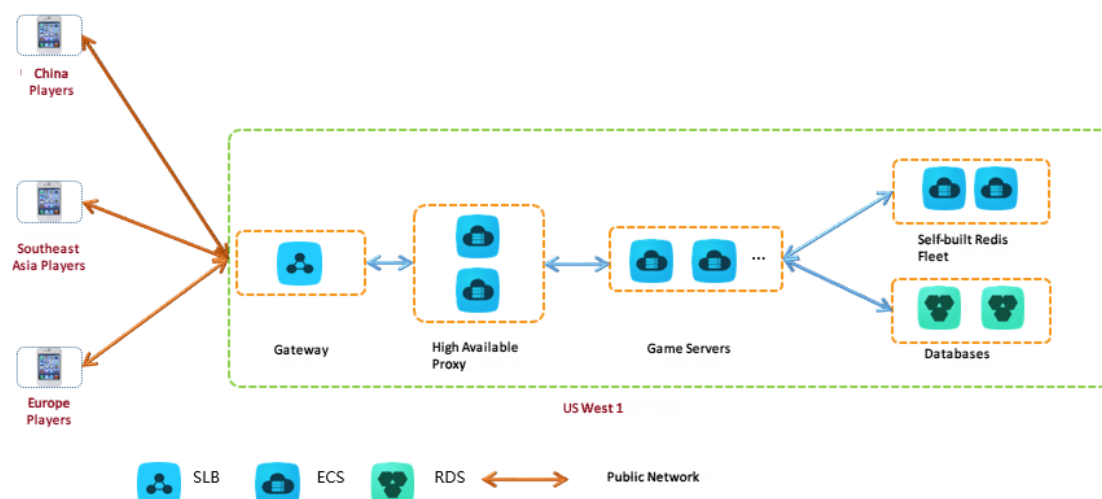 China
Players
Southeast
Asia Players
Europe
Players
Gateway
High Available
Proxy
...
Game Servers
Self-built Redis
Fleet
Databases
US West 1
SLB
ECS
RDS
Public Network